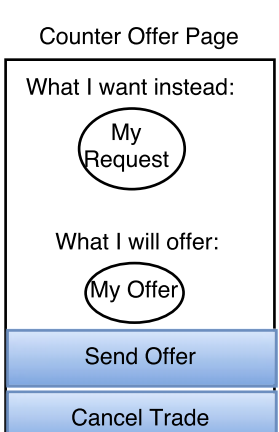 Counter Offer Page
What I want instead:
My
Request
What I will offer:
My Offer
Send Offer
Cancel Trade